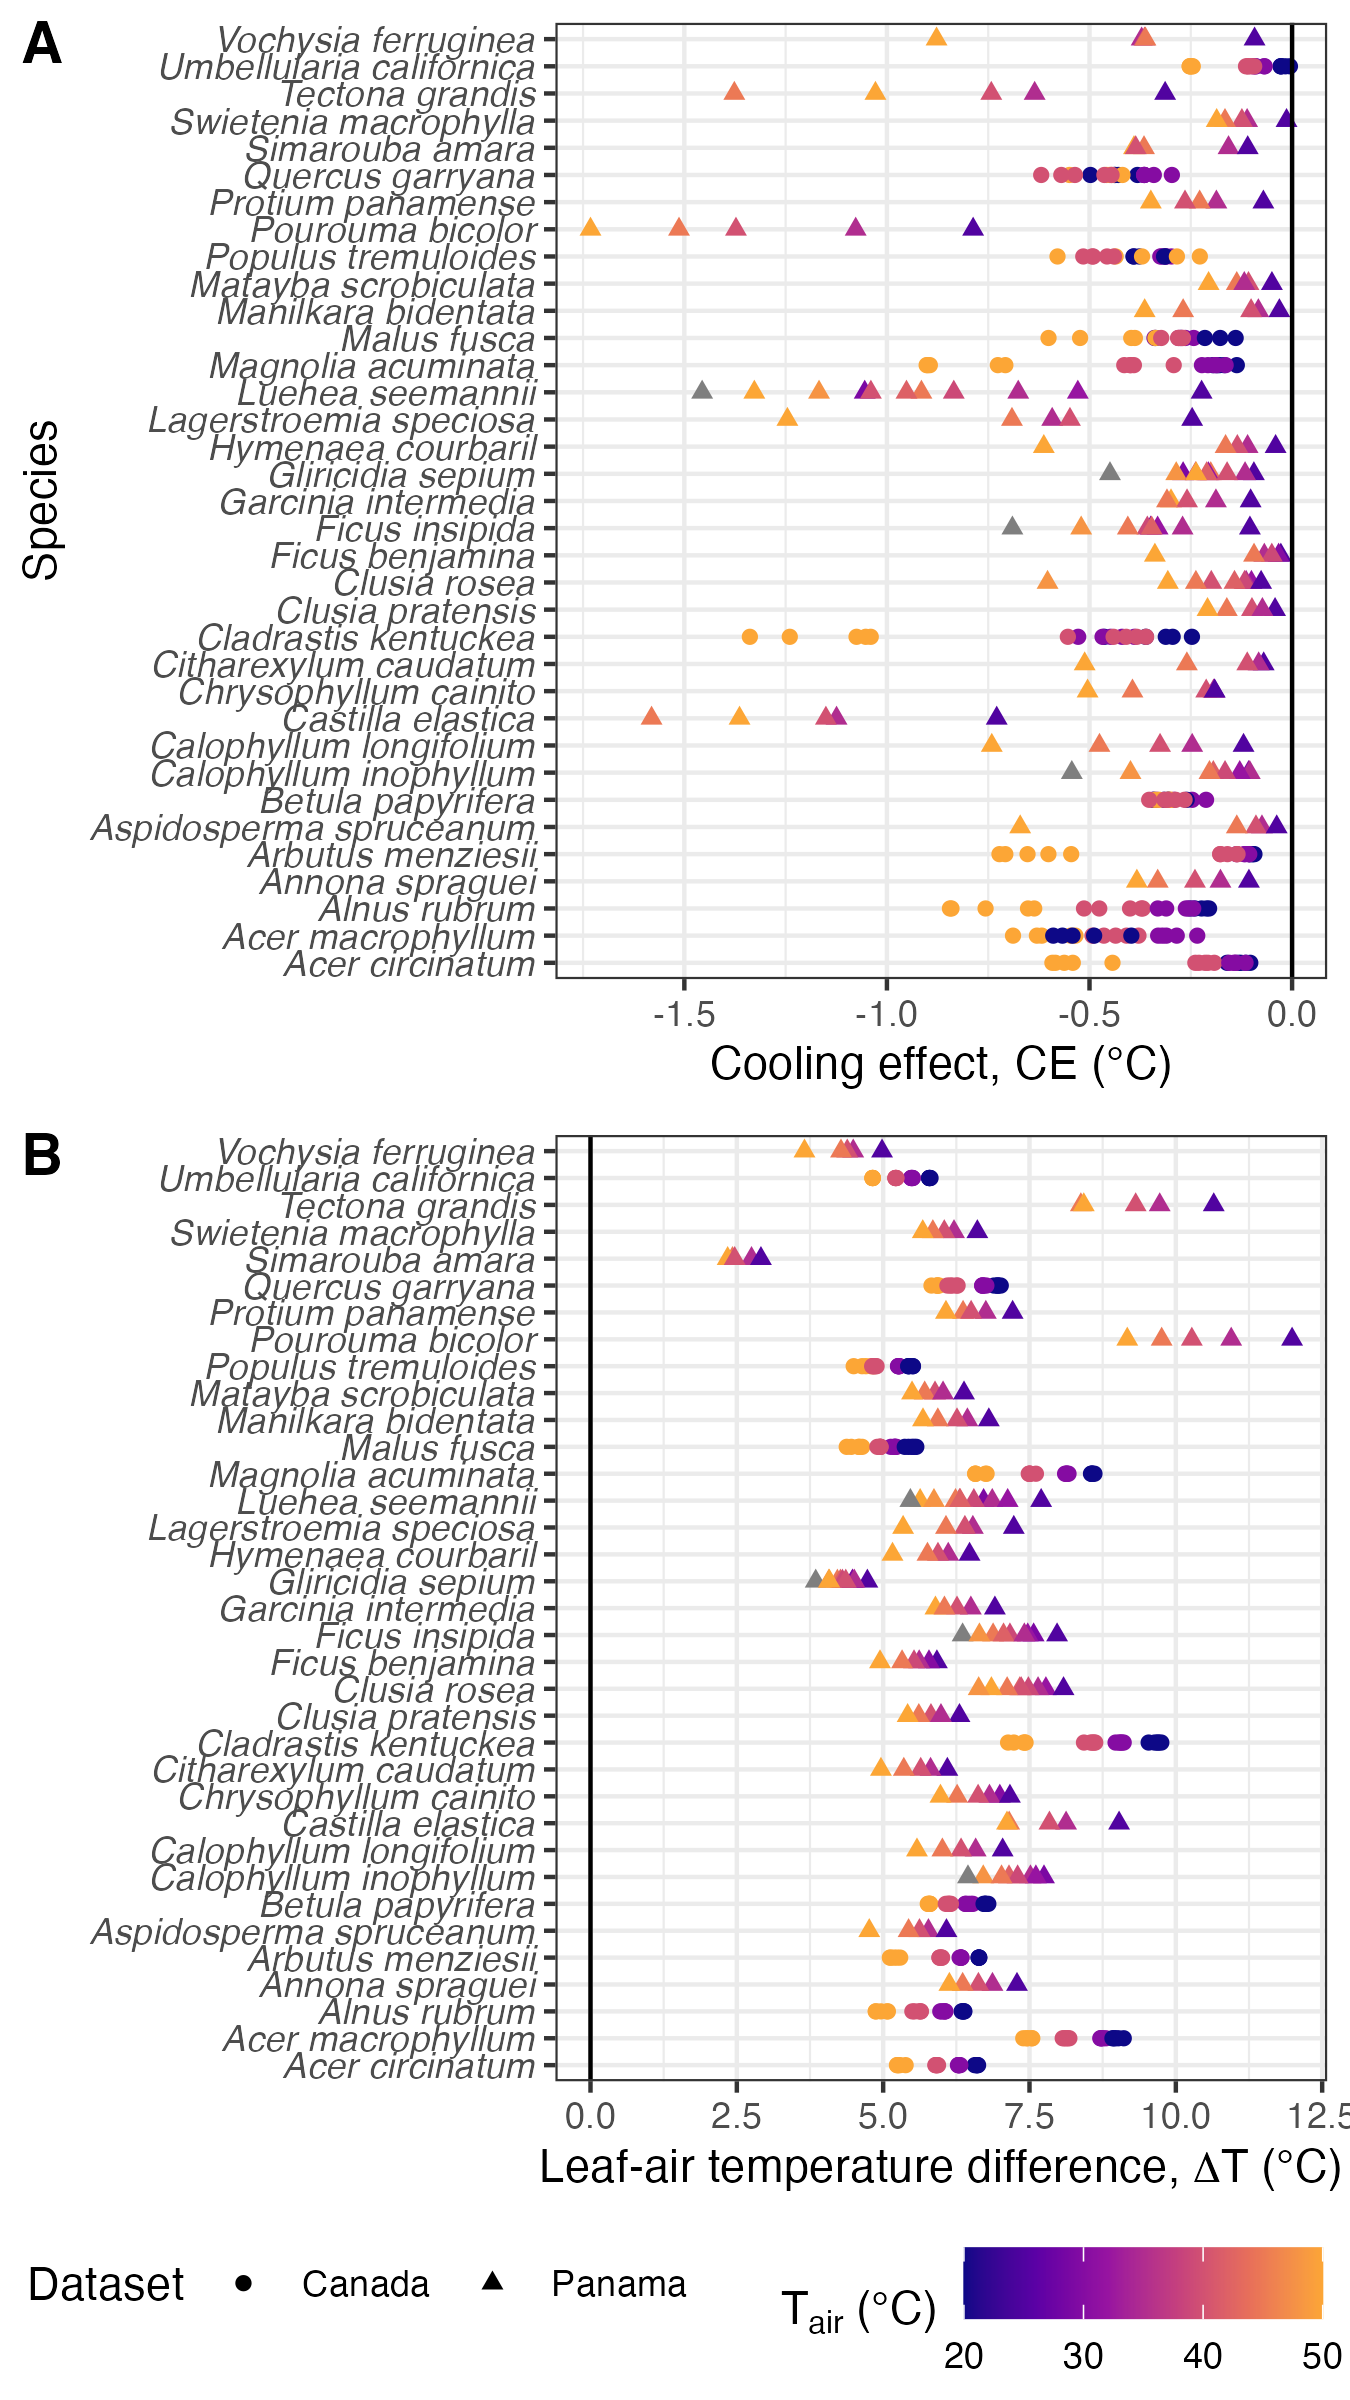 A
Vochysia ferruginea
Umbellularia californica
Tectona grandis
Swietenia macrophylla
Simarouba amara
Quercus garryana
Protium panamense
Pourouma bicolor
Populus tremuloides
Matayba scrobiculata
Manilkara bidentata
Malus fusca
Magnolia acuminata
Luehea seemannii
Lagerstroemia speciosa
Hymenaea courbaril
Gliricidia sepium
Garcinia intermedia
Ficus insipida
Ficus benjamina
Clusia rosea
Clusia pratensis
Cladrastis kentuckea
Citharexylum caudatum
Chrysophyllum cainito
Castilla elastica
Calophyllum longifolium
Calophyllum inophyllum
Betula papyrifera
Aspidosperma spruceanum
Arbutus menziesii
Annona spraguei
Alnus rubrum
Acer macrophyllum
Acer circinatum
Species
-1.5 -1.0 -0.5 0.0
Cooling effect, CE (°C)
B
Vochysia ferruginea
Umbellularia californica
Tectona grandis
Swietenia macrophylla
Simarouba amara
Quercus garryana
Protium panamense
Pourouma bicolor
Populus tremuloides
Matayba scrobiculata
Manilkara bidentata
Malus fusca
Magnolia acuminata
Luehea seemannii
Lagerstroemia speciosa
Hymenaea courbaril
Gliricidia sepium
Garcinia intermedia
Ficus insipida
Ficus benjamina
Clusia rosea
Clusia pratensis
Cladrastis kentuckea
Citharexylum caudatum
Chrysophyllum cainito
Castilla elastica
Calophyllum longifolium
Calophyllum inophyllum
Betula papyrifera
Aspidosperma spruceanum
Arbutus menziesii
Annona spraguei
Alnus rubrum
Acer macrophyllum
Acer circinatum
0.0 2.5 5.0 7.5 10.0 12.5
Leaf-air temperature difference, ΔT (°C)
Dataset Canada Panama
Tair (°C)
20 30 40 50